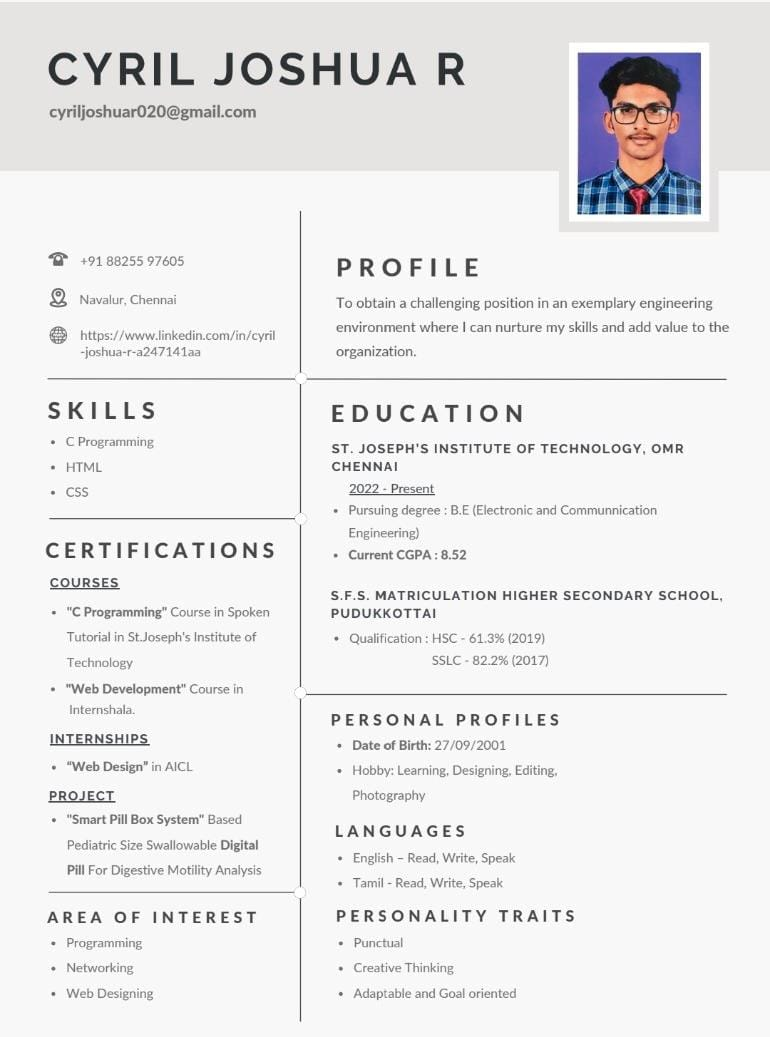 CYRIL JOSHUA R
cyriljoshuar020@gmail.com
+91 88255 97605
Navalur, Chennai
https://www.linkedin.com/in/cyril
-joshua-r-a247141aa
PROFILE
To obtain a challenging position in an exemplary engineering
environment where I can nurture my skills and add value to the
organization.
SKILLS
• C Programming
• HTML
• CSS
EDUCATION
ST. JOSEPH'S INSTITUTE OF TECHNOLOGY, OMR
CHENNAI
2022 - Present
• Pursuing degree : B.E (Electronic and Communnication
Engineering)
• Current CGPA : 8.52
S.F.S. MATRICULATION HIGHER SECONDARY SCHOOL,
PUDUKKOTTAI
• Qualification : HSC - 61.3% (2019)
SSLC - 82.2% (2017)
CERTIFICATIONS
COURSES
• "C Programming" Course in Spoken
Tutorial in St.Joseph's Institute of
Technology
• "Web Development" Course in
Internshala.
INTERNSHIPS
• “Web Design” in AICL
PROJECT
• "Smart Pill Box System" Based
Pediatric Size Swallowable Digital
Pill For Digestive Motility Analysis
PERSONAL PROFILES
• Date of Birth: 27/09/2001
• Hobby: Learning, Designing, Editing,
Photography
LANGUAGES
• English – Read, Write, Speak
• Tamil - Read, Write, Speak
AREA OF INTEREST
• Programming
• Networking
• Web Designing
PERSONALITY TRAITS
• Punctual
• Creative Thinking
• Adaptable and Goal oriented